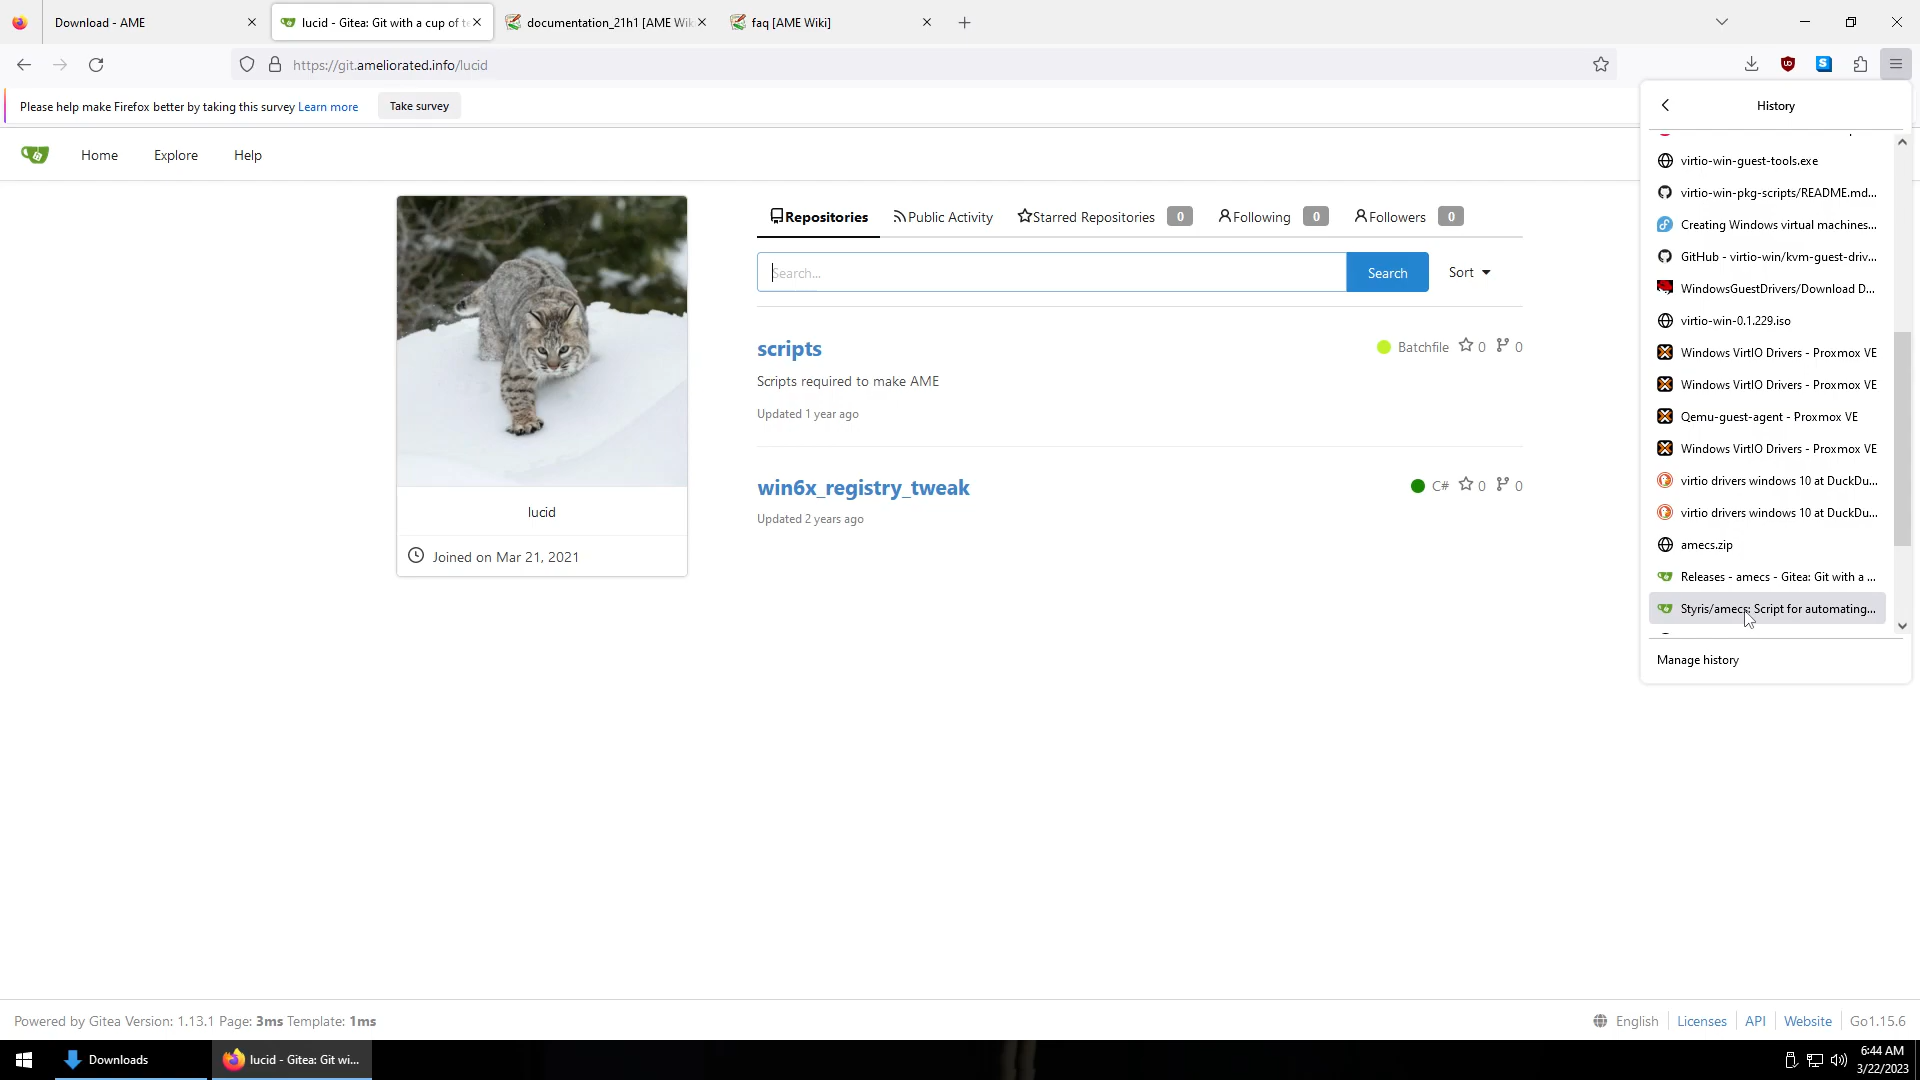 Download - AME
lucid - Gitea: Git with a cup of te
documentation_21h1 [AME Wik
faq [AME Wiki]
https://git.ameliorated.info/lucid
Please help make Firefox better by taking this survey Learn more
Take survey
Home
Explore
Help
Repositories
Public Activity
Starred Repositories 0
Following 0
Followers 0
Search...
Search
Sort
scripts
Batchfile 0 0
Scripts required to make AME
Updated 1 year ago
win6x_registry_tweak
C# 0 0
Updated 2 years ago
lucid
Joined on Mar 21, 2021
History
virtio-win-guest-tools.exe
virtio-win-pkg-scripts/README.md...
Creating Windows virtual machines...
GitHub - virtio-win/kvm-guest-driv...
WindowsGuestDrivers/Download D...
virtio-win-0.1.229.iso
Windows VirtIO Drivers - Proxmox VE
Windows VirtIO Drivers - Proxmox VE
Qemu-guest-agent - Proxmox VE
Windows VirtIO Drivers - Proxmox VE
virtio drivers windows 10 at DuckDu...
virtio drivers windows 10 at DuckDu...
amecs.zip
Releases - amecs - Gitea: Git with a ...
Styris/amecs: Script for automating...
Manage history
Powered by Gitea Version: 1.13.1 Page: 3ms Template: 1ms
English
Licenses
API
Website
Go1.15.6
Downloads
lucid - Gitea: Git wi...
6:44 AM
3/22/2023